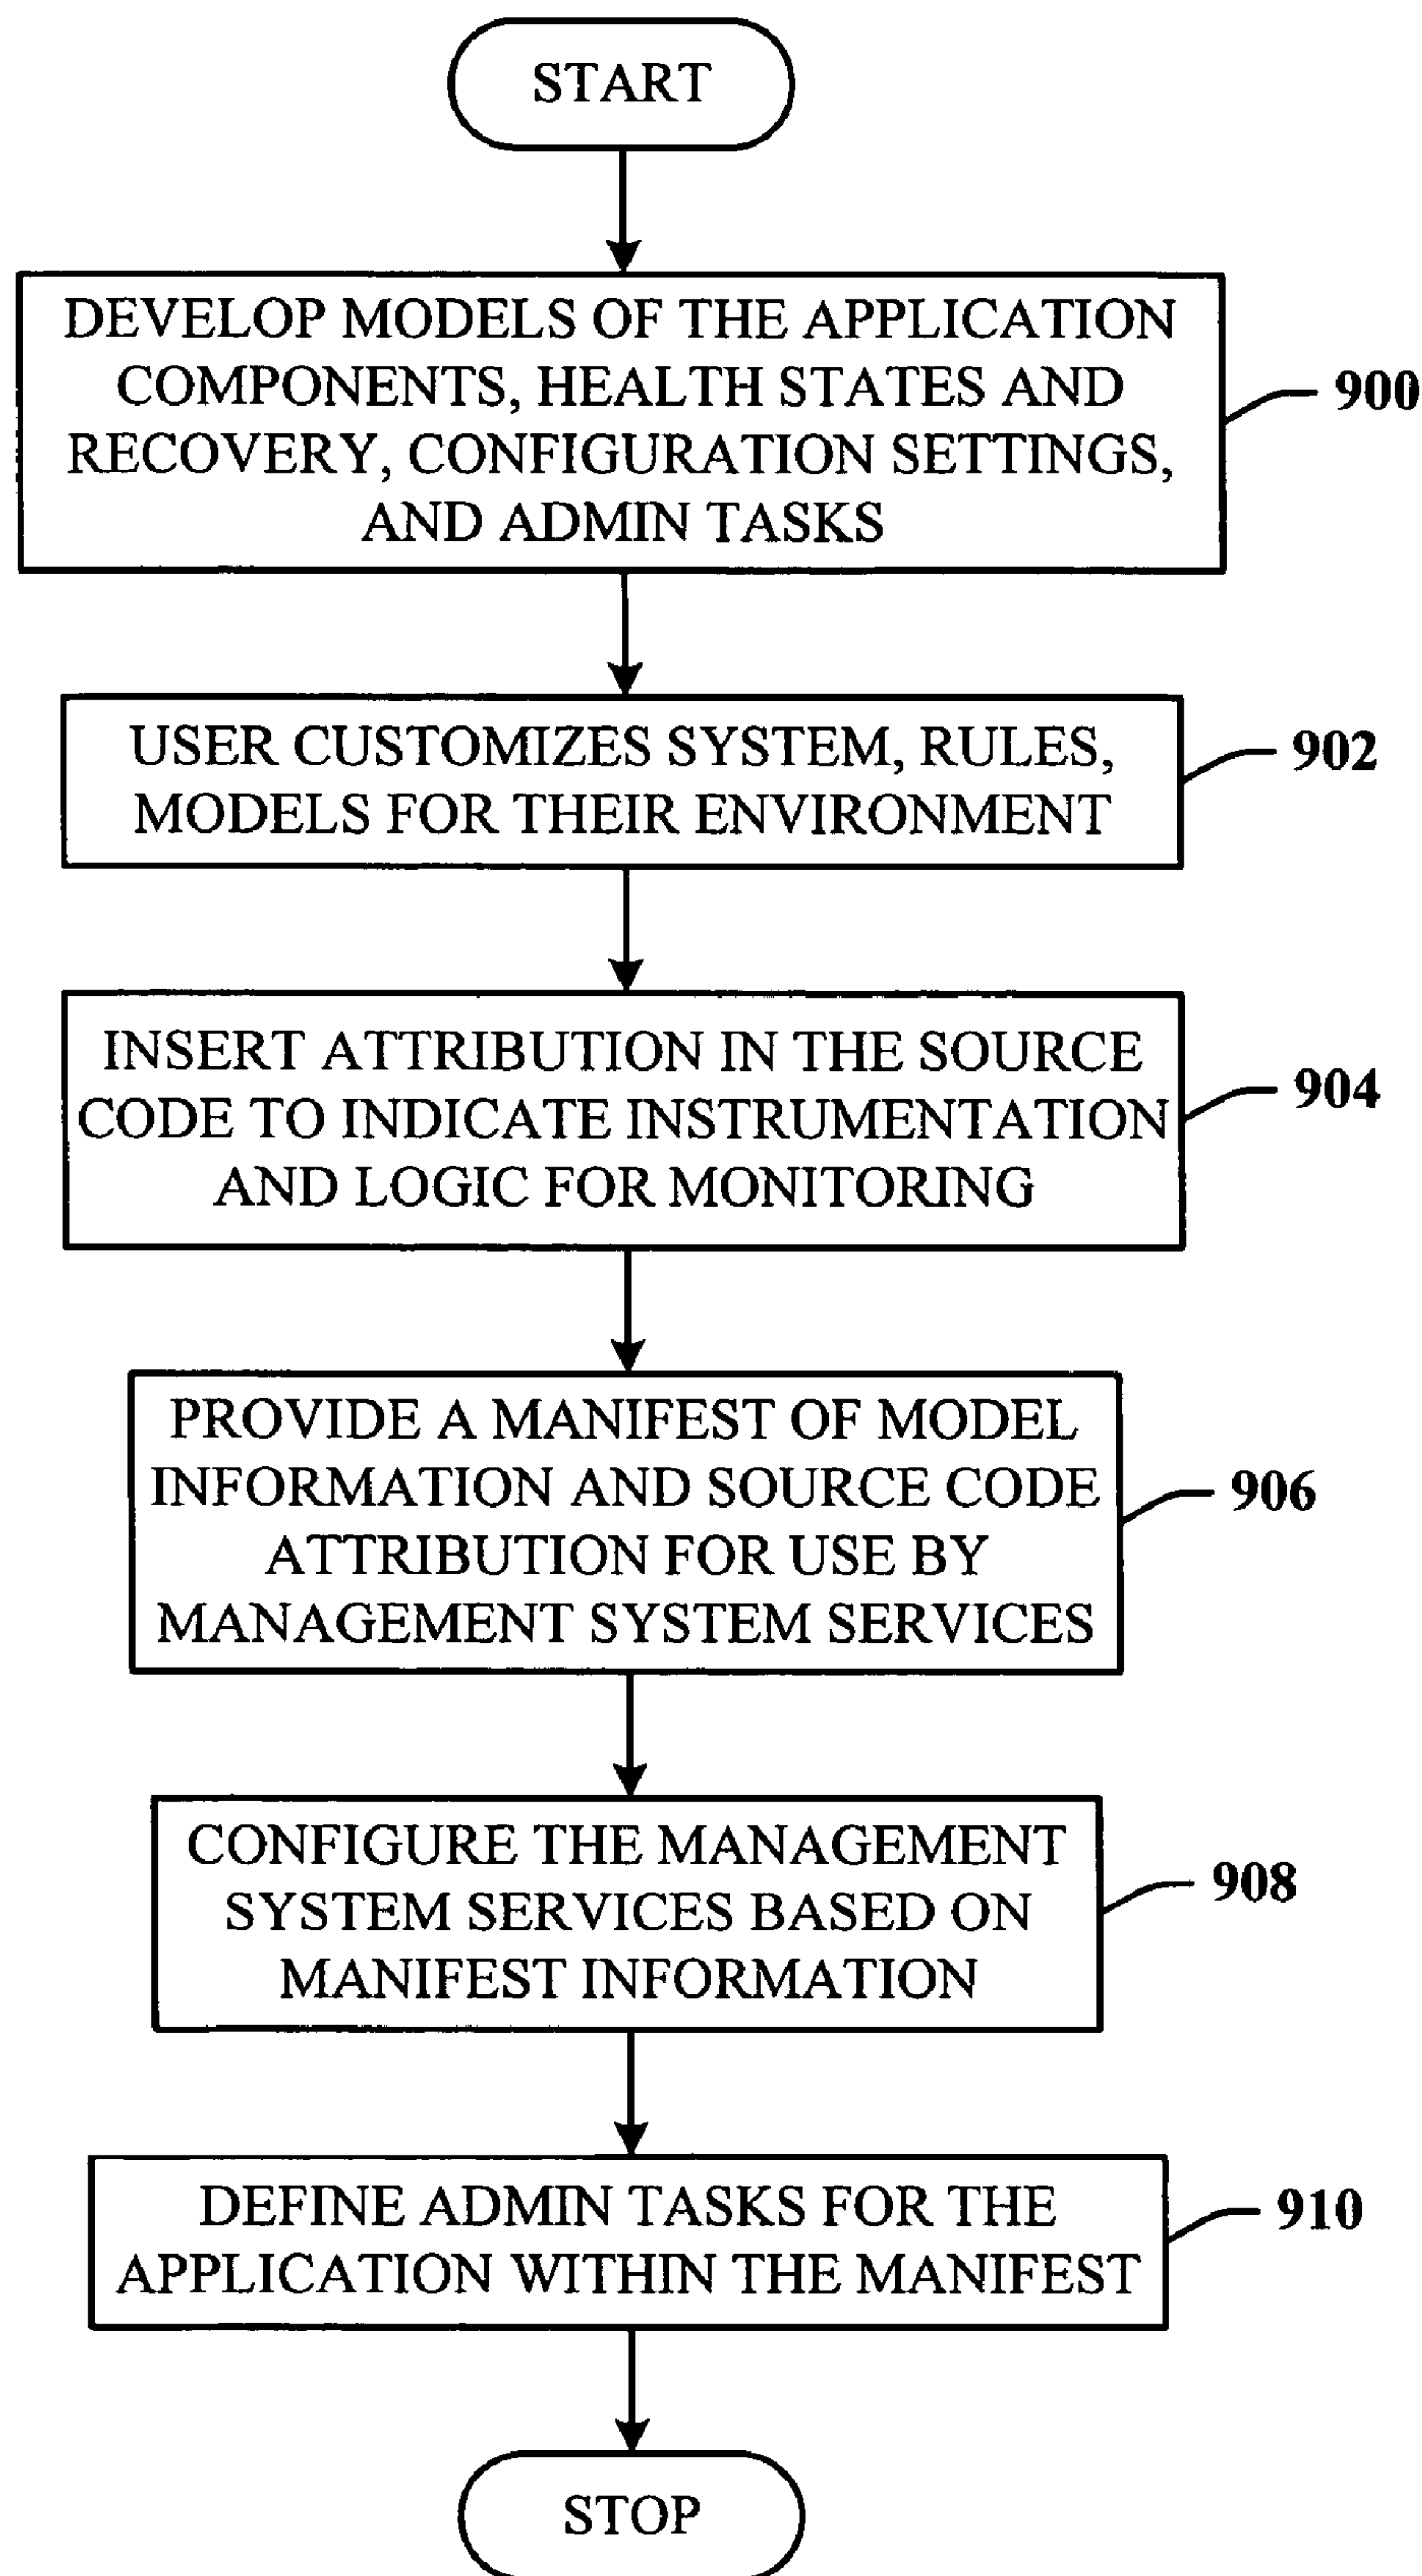 START
DEVELOP MODELS OF THE APPLICATION
COMPONENTS, HEALTH STATES AND
RECOVERY, CONFIGURATION SETTINGS,
AND ADMIN TASKS
900
USER CUSTOMIZES SYSTEM, RULES,
MODELS FOR THEIR ENVIRONMENT
902
INSERT ATTRIBUTION IN THE SOURCE
CODE TO INDICATE INSTRUMENTATION
AND LOGIC FOR MONITORING
904
PROVIDE A MANIFEST OF MODEL
INFORMATION AND SOURCE CODE
ATTRIBUTION FOR USE BY
MANAGEMENT SYSTEM SERVICES
906
CONFIGURE THE MANAGEMENT
SYSTEM SERVICES BASED ON
MANIFEST INFORMATION
908
DEFINE ADMIN TASKS FOR THE
APPLICATION WITHIN THE MANIFEST
910
STOP